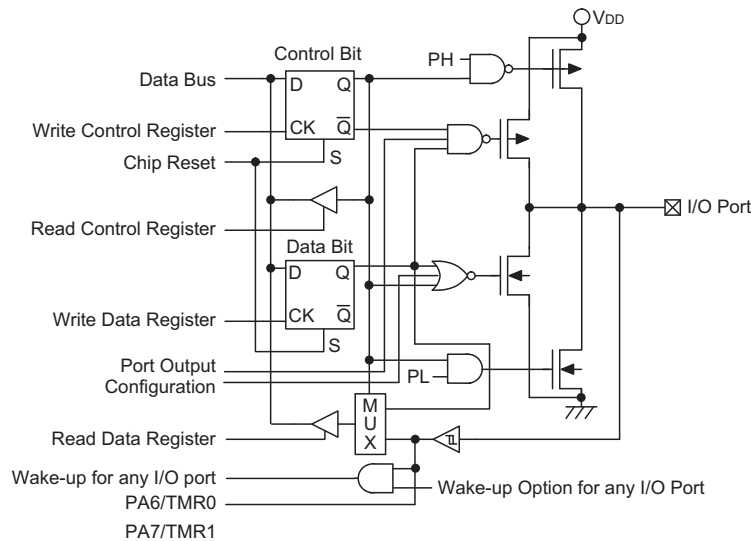 VDD
Control Bit
PH
Data Bus
D
Q
Write Control Register
CK
Q
Chip Reset
S
I/O Port
Read Control Register
Data Bit
D
Q
CK
Q
Write Data Register
S
Port Output
Configuration
PL
M
U
X
Read Data Register
Wake-up for any I/O port
Wake-up Option for any I/O Port
PA6/TMR0
PA7/TMR1